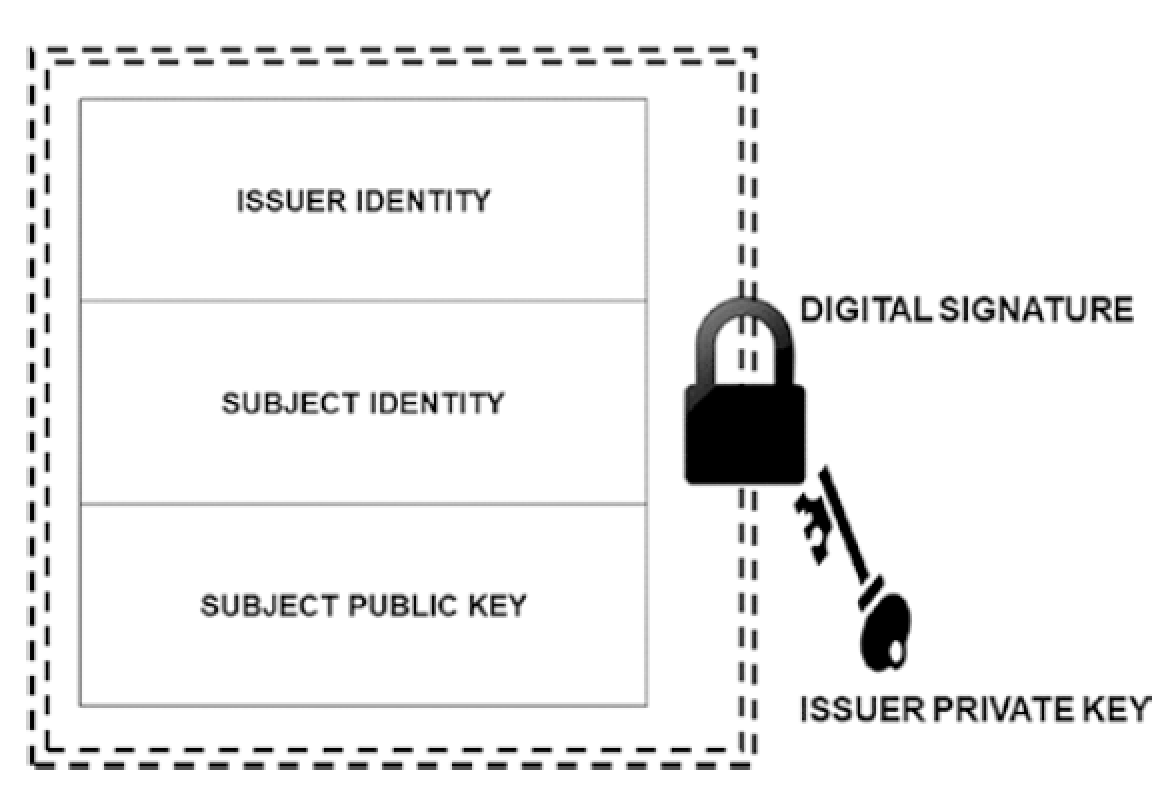 ISSUER IDENTITY
SUBJECT IDENTITY
SUBJECT PUBLIC KEY
DIGITAL SIGNATURE
ISSUER PRIVATE KEY